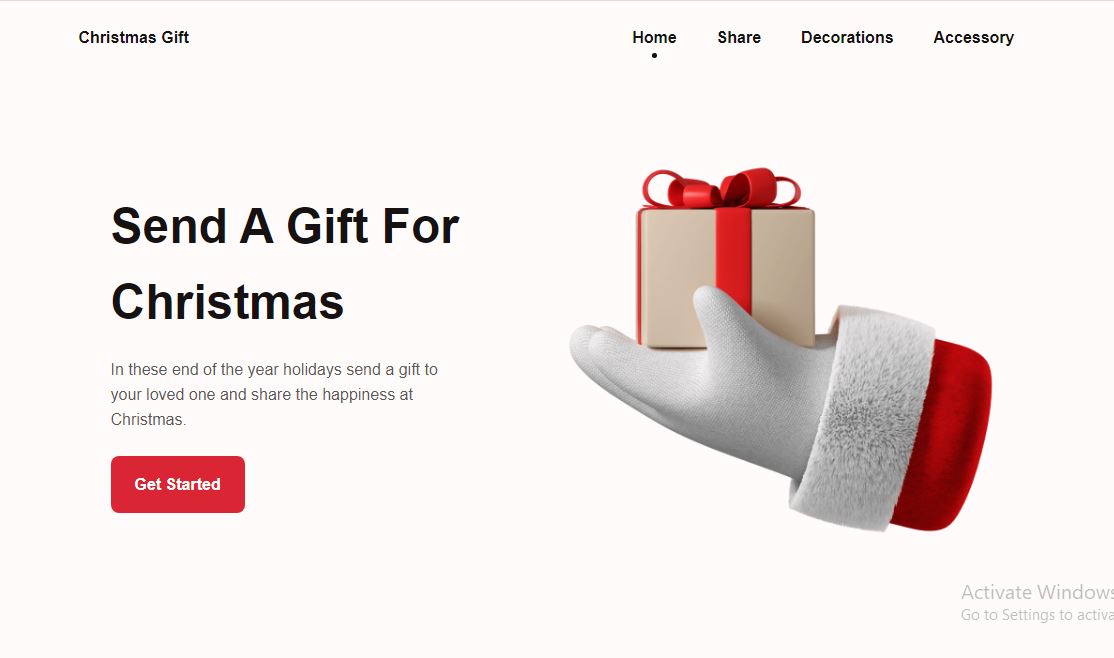 Christmas Gift
Home Share Decorations Accessory
Send A Gift For
Christmas
In these end of the year holidays send a gift to
your loved one and share the happiness at
Christmas.
Get Started
Activate Windows
Go to Settings to activa